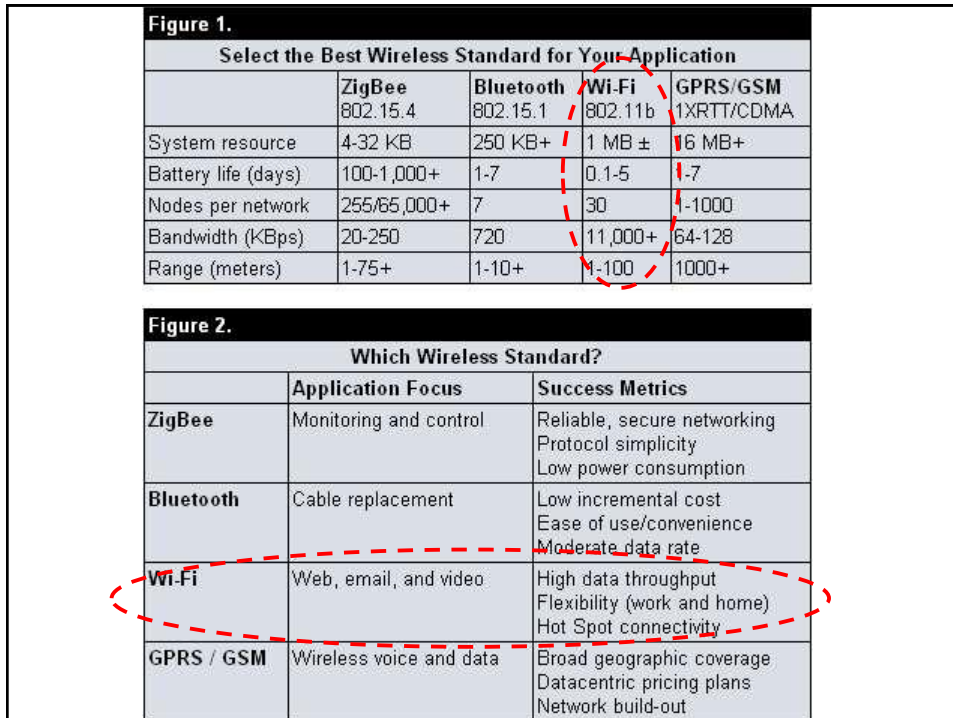 Figure 1.
Select the Best Wireless Standard for Your Application
ZigBee Bluetooth Wi-Fi GPRS/GSM
802.15.4 802.15.1 802.11b 1XRTT/CDMA
System resource 4-32 KB 250 KB+ 1 MB ± 16 MB+
Battery life (days) 100-1,000+ 1-7 0.1-5 1-7
Nodes per network 255/65,000+ 7 30 1-1000
Bandwidth (KBps) 20-250 720 11,000+ 64-128
Range (meters) 1-75+ 1-10+ 1-100 1000+
Figure 2.
Which Wireless Standard?
Application Focus Success Metrics
ZigBee Monitoring and control Reliable, secure networking
Protocol simplicity
Low power consumption
Bluetooth Cable replacement Low incremental cost
Ease of use/convenience
Moderate data rate
Wi-Fi Web, email, and video High data throughput
Flexibility (work and home)
Hot Spot connectivity
GPRS / GSM Wireless voice and data Broad geographic coverage
Datacentric pricing plans
Network build-out